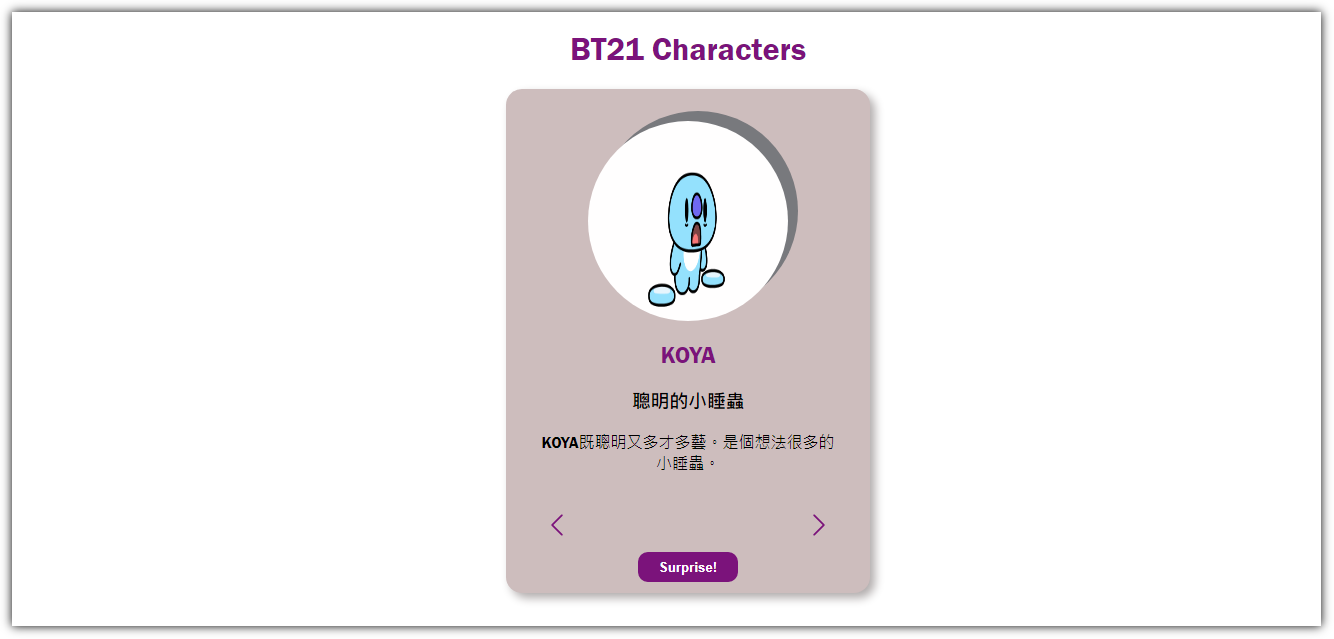 BT21 Characters
KOYA
聰明的小睡蟲
KOYA既聰明又多才多藝。是個想法很多的
小睡蟲。
Surprise!